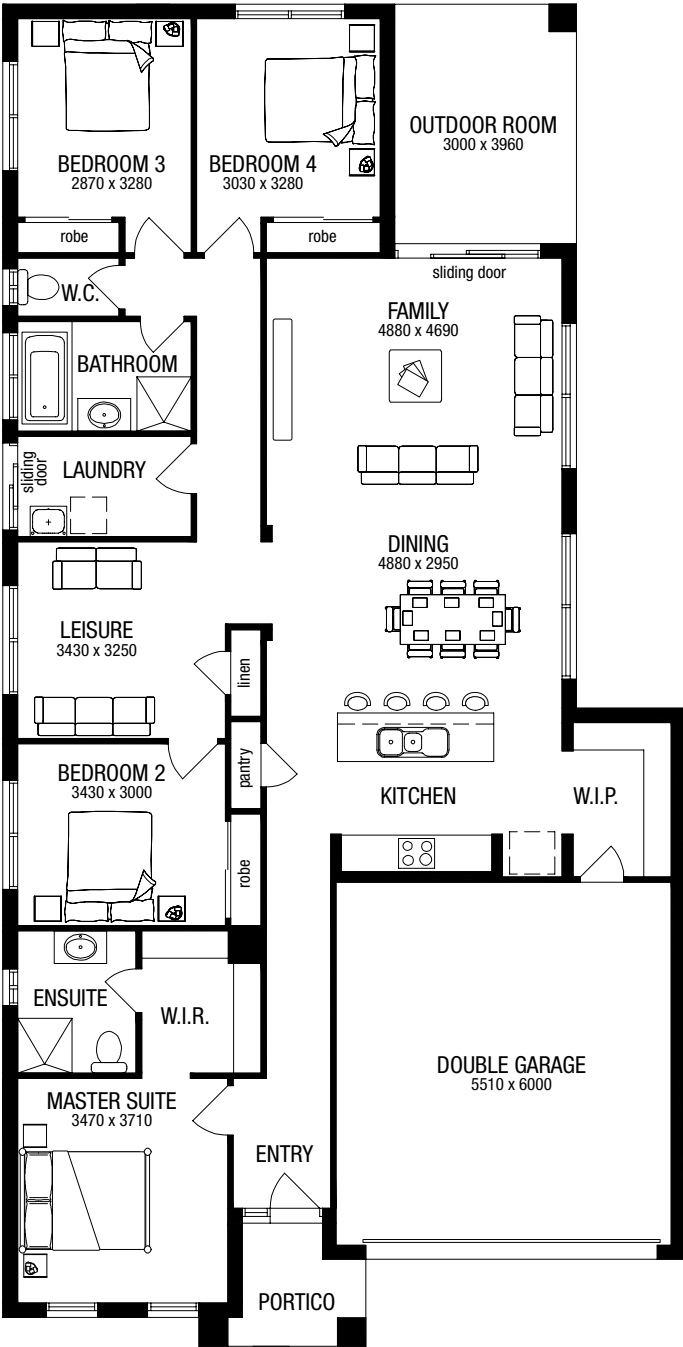 OUTDOOR ROOM
3000 x 3960
BEDROOM 3
2870 x 3280
BEDROOM 4
3030 x 3280
robe
robe
sliding door
W.C.
FAMILY
4880 x 4690
BATHROOM
LAUNDRY
sliding
door
DINING
4880 x 2950
LEISURE
3430 x 3250
linen
BEDROOM 2
3430 x 3000
pantry
KITCHEN
W.I.P.
robe
ENSUITE
W.I.R.
DOUBLE GARAGE
5510 x 6000
MASTER SUITE
3470 x 3710
ENTRY
PORTICO